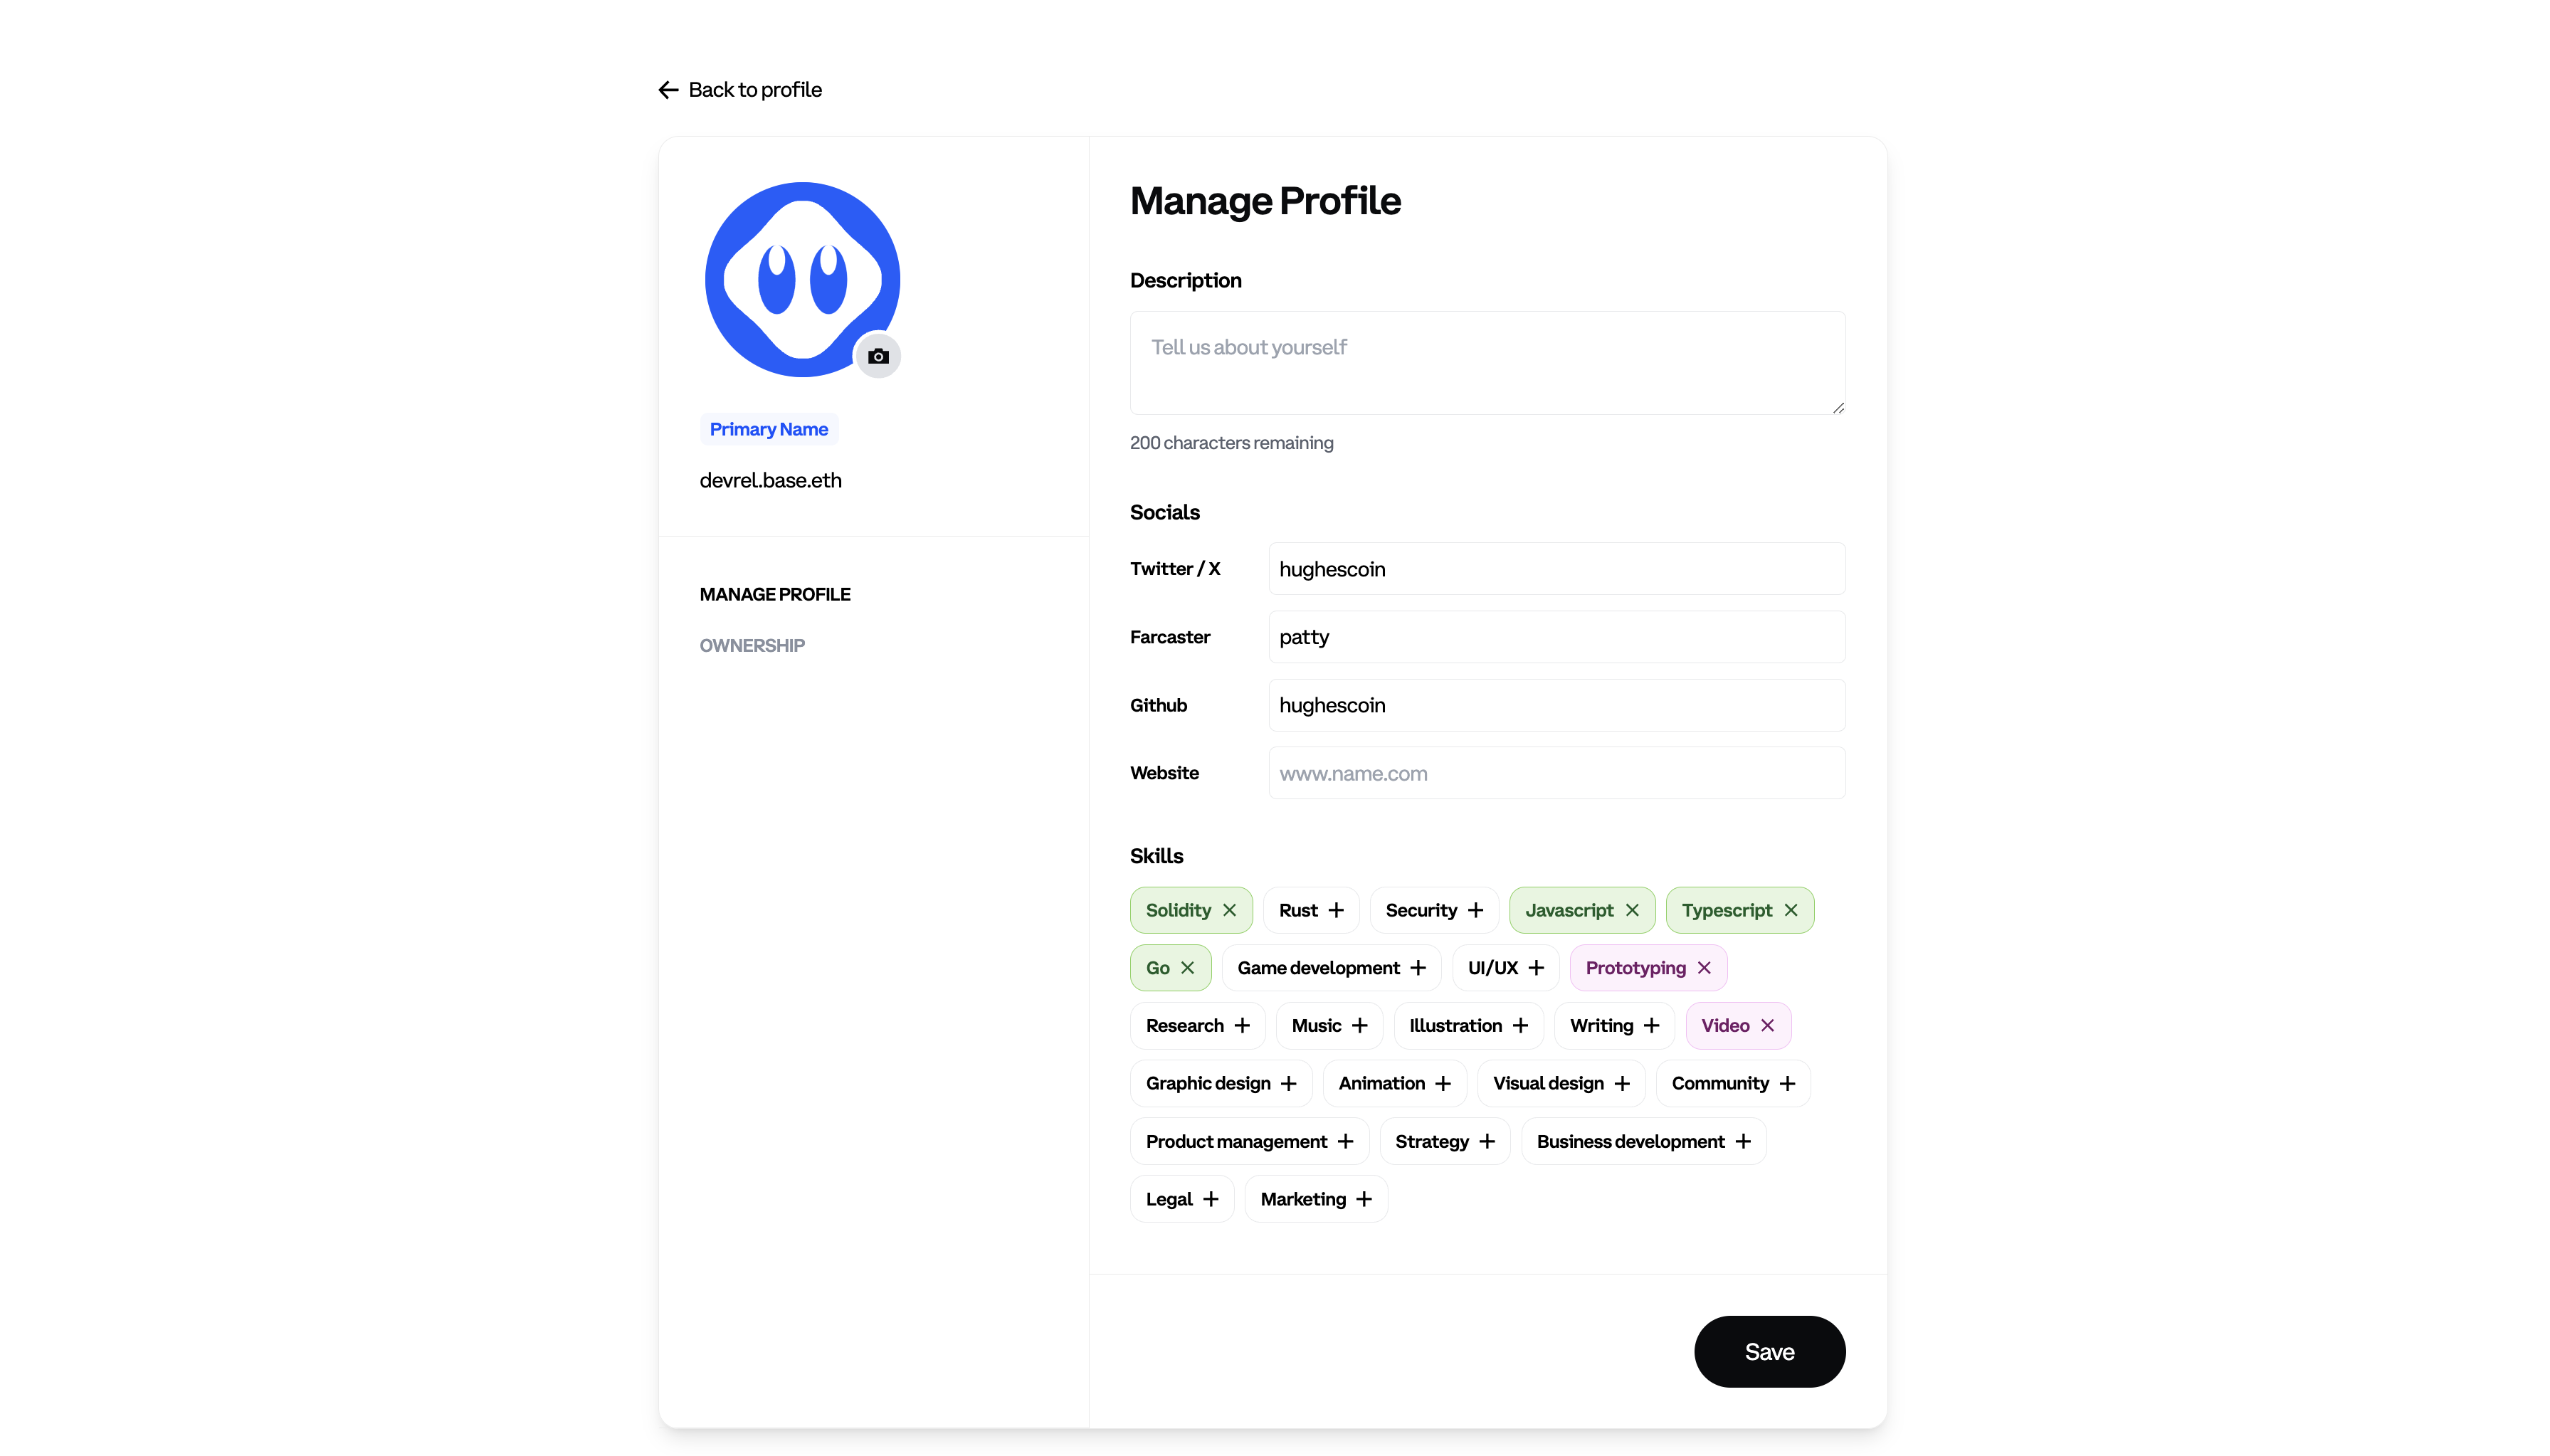 Back to profile
Primary Name
devrel.base.eth
MANAGE PROFILE
OWNERSHIP
Manage Profile
Description
Tell us about yourself
200 characters remaining
Socials
Twitter / X hughescoin
Farcaster patty
Github hughescoin
Website www.name.com
Skills
Solidity Rust Security Javascript Typescript
Go Game development UI/UX Prototyping
Research Music Illustration Writing Video
Graphic design Animation Visual design Community
Product management Strategy Business development
Legal Marketing
Save